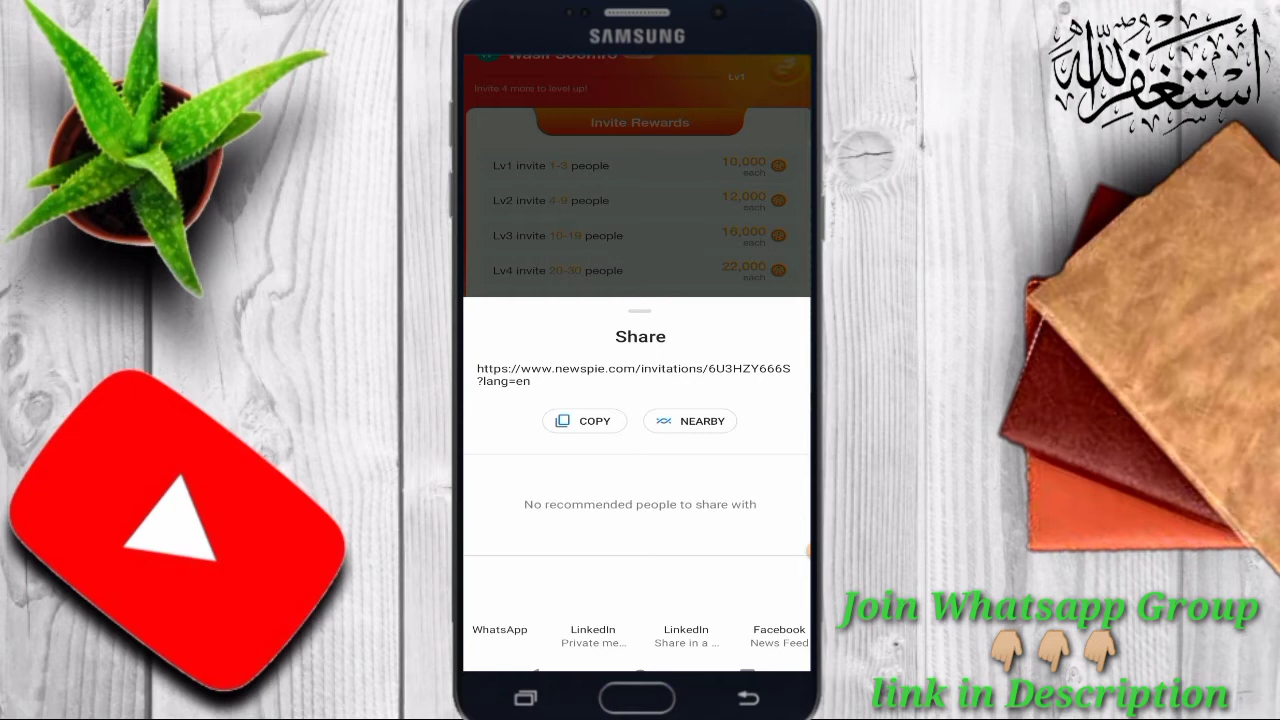 SAMSUNG
Wasif Soomro
Lv1
Invite 4 more to level up!
Invite Rewards
Lv1 invite 1-3 people
10,000
each
Lv2 invite 4-9 people
12,000
each
Lv3 invite 10-19 people
16,000
each
Lv4 invite 20-30 people
22,000
each
Share
https://www.newspie.com/invitations/6U3HZY666S
?lang=en
COPY
NEARBY
No recommended people to share with
WhatsApp
LinkedIn
Private me...
LinkedIn
Share in a ...
Facebook
News Feed
أستغفر الله
Join Whatsapp Group
👇👇👇
link in Description